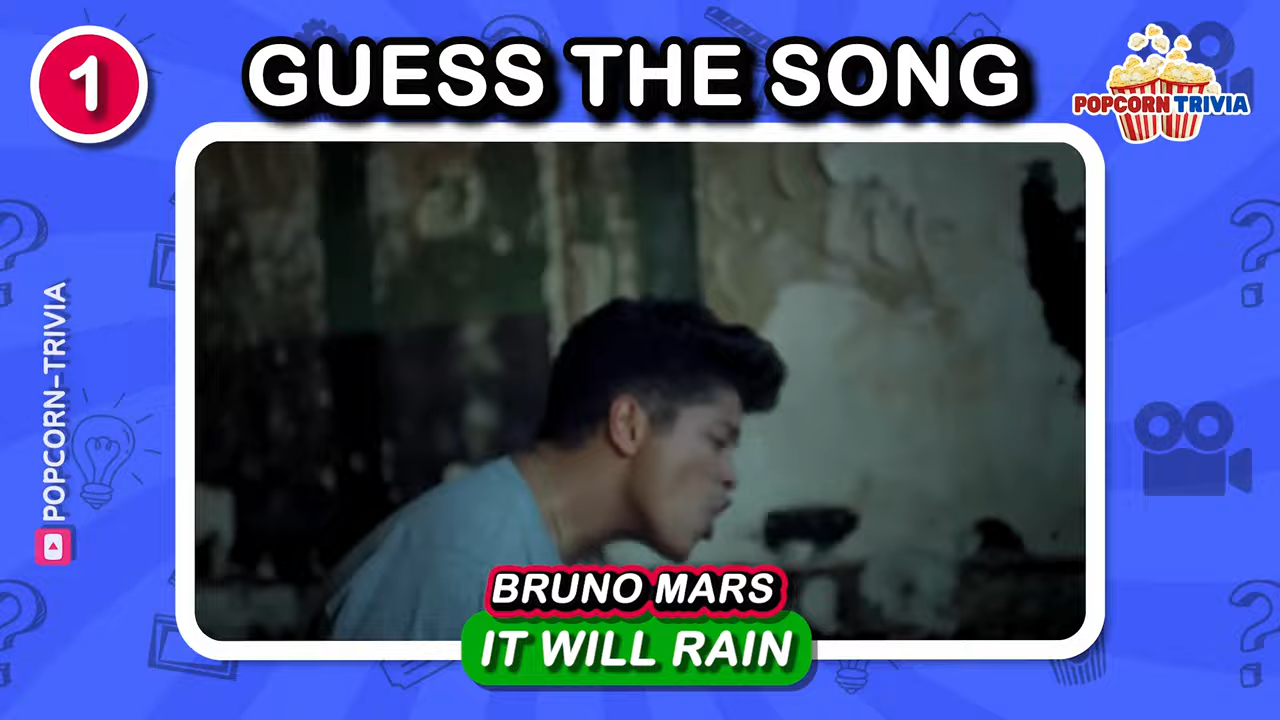 1
GUESS THE SONG
POPCORN TRIVIA
POPCORN-TRIVIA
BRUNO MARS
IT WILL RAIN